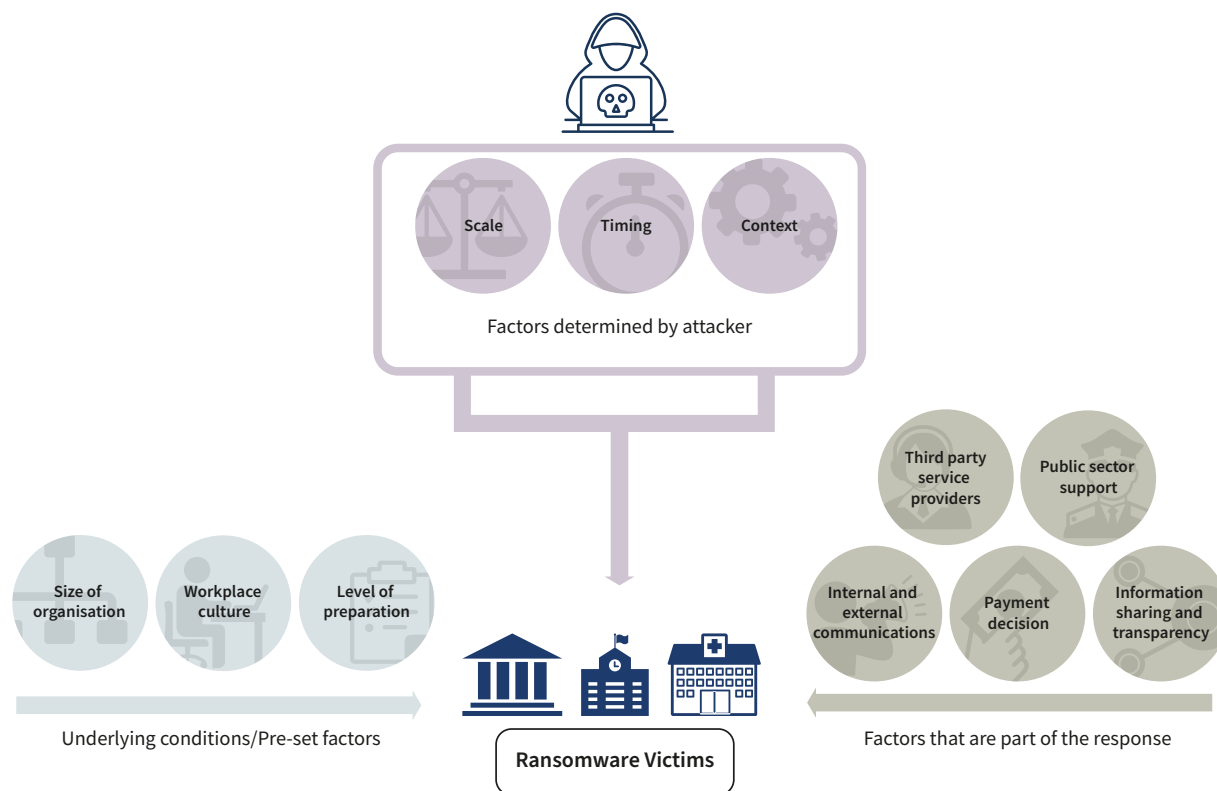 Scale
Timing
Context
Factors determined by attacker
Third party
service
providers
Public sector
support
Size of
organisation
Workplace
culture
Level of
preparation
Internal and
external
communications
Payment
decision
Information
sharing and
transparency
Underlying conditions/Pre-set factors
Factors that are part of the response
Ransomware Victims